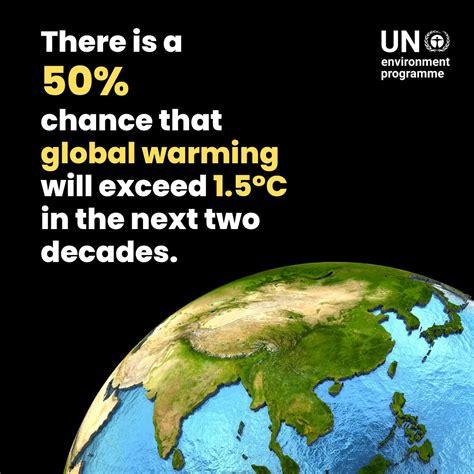 There is a
50%
chance that
global warming
will exceed 1.5°C
in the next two
decades.
UN
environment
programme